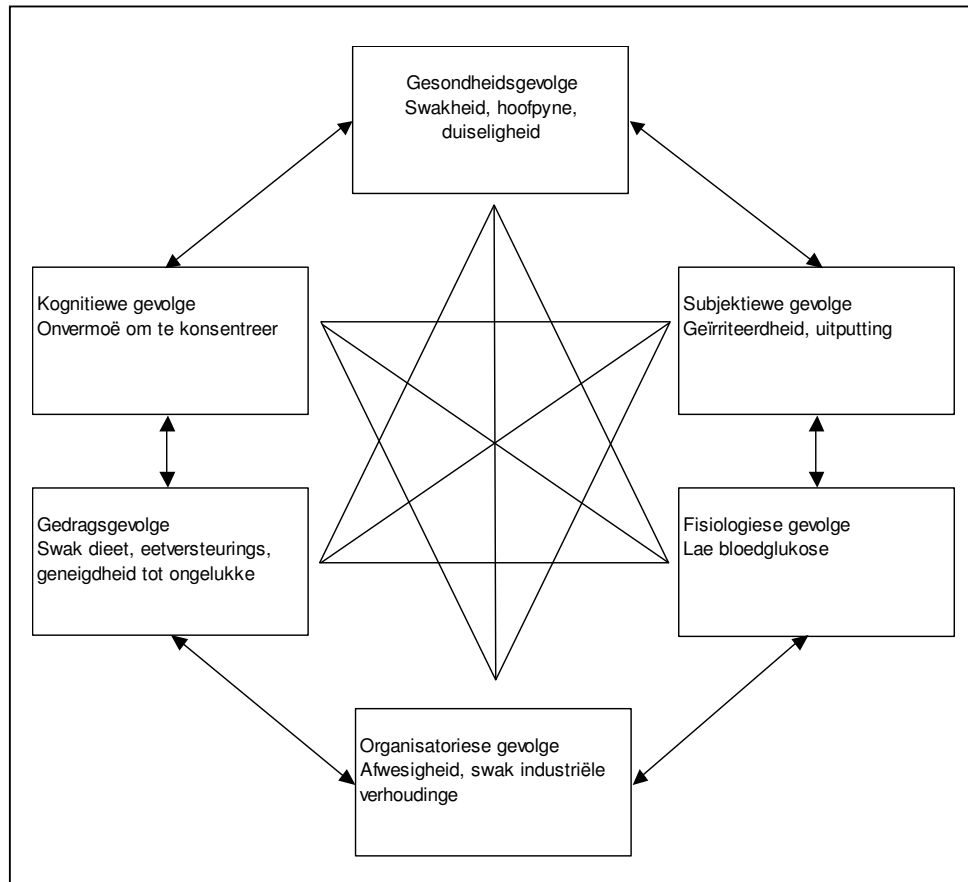 Gesondheidsgevolge
Swakheid, hoofpyne,
duiseligheid
Kognitiewe gevolge
Onvermoë om te konsentreer
Subjektiewe gevolge
Geïrriteerdheid, uitputting
Gedragsgevolge
Swak dieet, eetversteurings,
geneigdheid tot ongelukke
Fisiologiese gevolge
Lae bloedglukose
Organisatoriese gevolge
Afwesigheid, swak industriële
verhoudinge